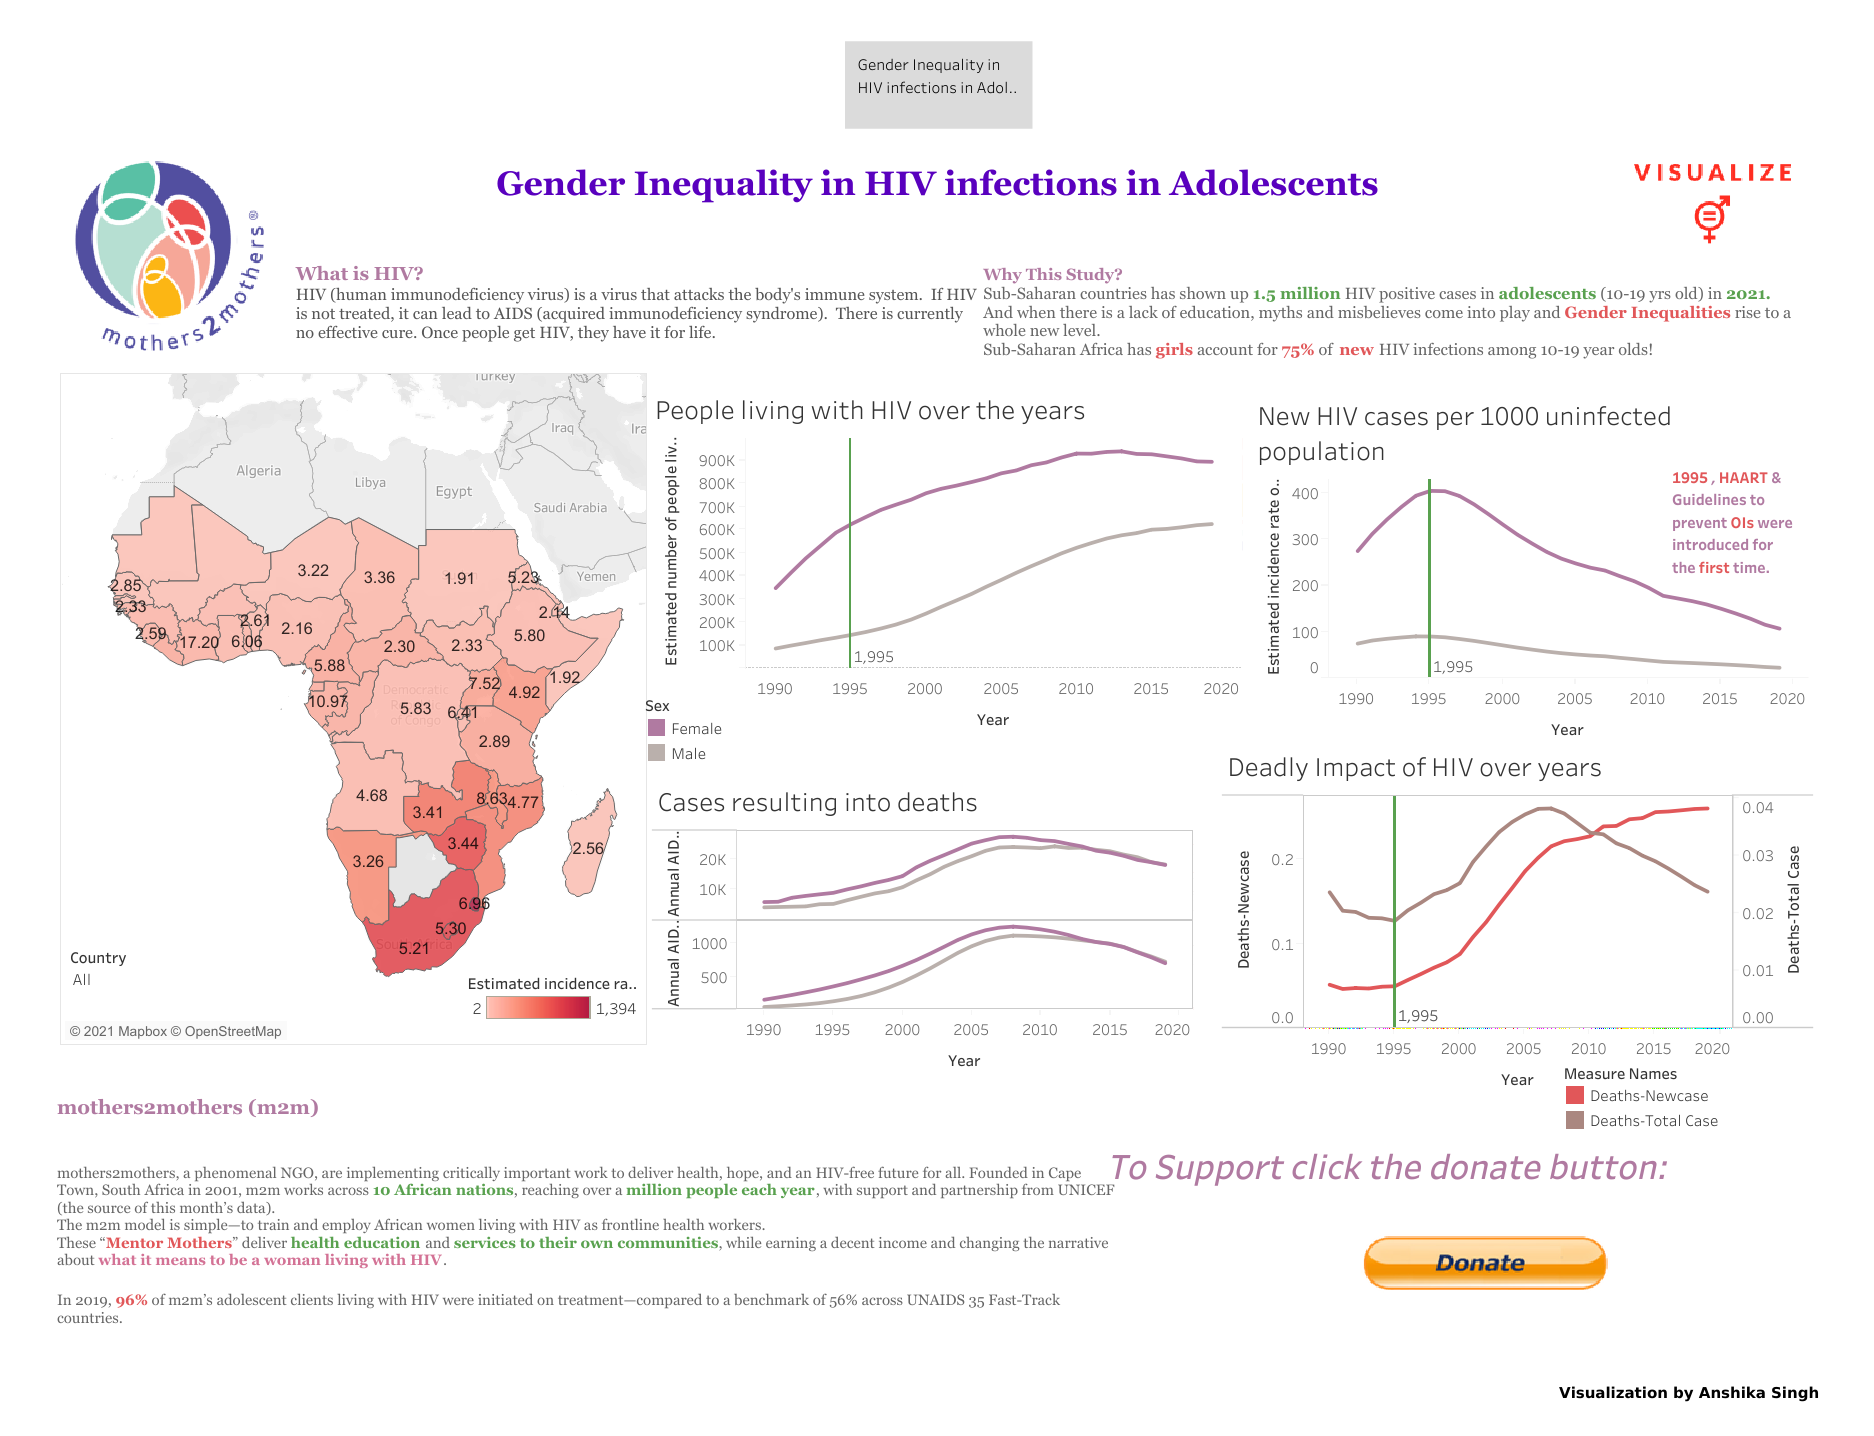 Gender Inequality in
HIV infections in Adol..
Gender Inequality in HIV infections in Adolescents
VISUALIZE
mothers2mothers®
What is HIV?
HIV (human immunodeficiency virus) is a virus that attacks the body's immune system. If HIV
is not treated, it can lead to AIDS (acquired immunodeficiency syndrome). There is currently
no effective cure. Once people get HIV, they have it for life.
Why This Study?
Sub-Saharan countries has shown up 1.5 million HIV positive cases in adolescents (10-19 yrs old) in 2021.
And when there is a lack of education, myths and misbelieves come into play and Gender Inequalities rise to a
whole new level.
Sub-Saharan Africa has girls account for 75% of new HIV infections among 10-19 year olds!
Turkey
Iraq
Ira
Algeria
Libya
Egypt
Saudi Arabia
Yemen
3.22
3.36
1.91
5.23
2.85
2.33
2.14
2.61
2.59
17.20
6.06
2.16
5.80
2.30
2.33
5.88
1.92
7.52
4.92
Democratic
of Congo
10.97
5.83
6.41
2.89
4.68
8.63
4.77
3.41
3.44
2.56
3.26
6.96
5.30
South Africa
5.21
Country
All
Estimated incidence ra..
2
1,394
© 2021 Mapbox © OpenStreetMap
People living with HIV over the years
Estimated number of people liv..
900K
800K
700K
600K
500K
400K
300K
200K
100K
1,995
1990 1995 2000 2005 2010 2015 2020
Year
Sex
Female
Male
New HIV cases per 1000 uninfected
population
Estimated incidence rate o..
400
300
200
100
0
1,995
1990 1995 2000 2005 2010 2015 2020
Year
1995 , HAART &
Guidelines to
prevent OIs were
introduced for
the first time.
Cases resulting into deaths
Annual AID..
20K
10K
Annual AID..
1000
500
1990 1995 2000 2005 2010 2015 2020
Year
Deadly Impact of HIV over years
Deaths-Newcase
0.2
0.1
0.0
1,995
0.04
0.03
0.02
0.01
0.00
Deaths-Total Case
1990 1995 2000 2005 2010 2015 2020
Year
Measure Names
Deaths-Newcase
Deaths-Total Case
mothers2mothers (m2m)
mothers2mothers, a phenomenal NGO, are implementing critically important work to deliver health, hope, and an HIV-free future for all. Founded in Cape
Town, South Africa in 2001, m2m works across 10 African nations, reaching over a million people each year, with support and partnership from UNICEF
(the source of this month's data).
The m2m model is simple—to train and employ African women living with HIV as frontline health workers.
These “Mentor Mothers” deliver health education and services to their own communities, while earning a decent income and changing the narrative
about what it means to be a woman living with HIV.
In 2019, 96% of m2m's adolescent clients living with HIV were initiated on treatment—compared to a benchmark of 56% across UNAIDS 35 Fast-Track
countries.
To Support click the donate button:
Donate
Visualization by Anshika Singh